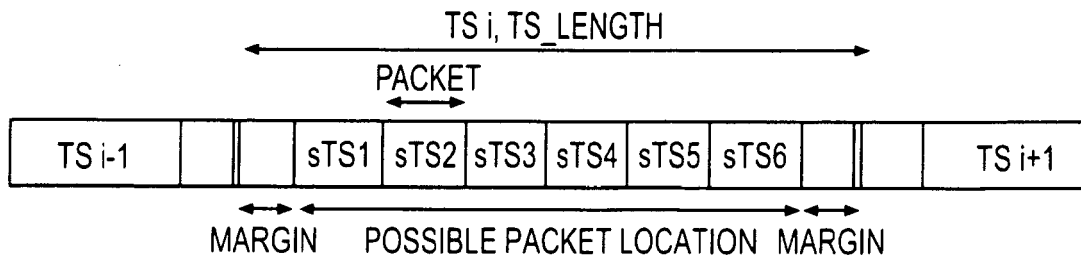 TS i, TS_LENGTH
PACKET
TS i-1 sTS1 sTS2 sTS3 sTS4 sTS5 sTS6 TS i+1
MARGIN POSSIBLE PACKET LOCATION MARGIN